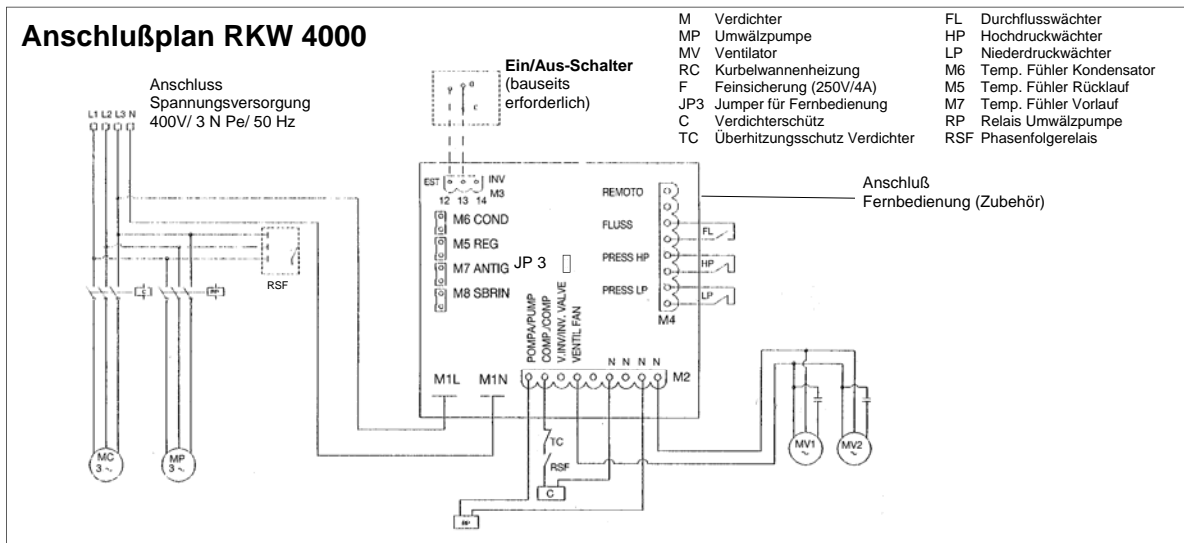 Anschlußplan RKW 4000
Anschluss
Spannungsversorgung
400V/ 3 N Pe/ 50 Hz
Ein/Aus-Schalter
(bauseits
erforderlich)
M Verdichter
MP Umwälzpumpe
MV Ventilator
RC Kurbelwannenheizung
F Feinsicherung (250V/4A)
JP3 Jumper für Fernbedienung
C Verdichterschütz
TC Überhitzungsschutz Verdichter
FL Durchflusswächter
HP Hochdruckwächter
LP Niederdruckwächter
M6 Temp. Fühler Kondensator
M5 Temp. Fühler Rücklauf
M7 Temp. Fühler Vorlauf
RP Relais Umwälzpumpe
RSF Phasenfolgerelais
L1 L2 L3 N
EST
INV
M3
12 13 14
M6 COND
M5 REG
M7 ANTIG
M8 SBRIN
JP 3
REMOTO
FLUSS
PRESS HP
PRESS LP
M4
FL
HP
LP
Anschluß
Fernbedienung (Zubehör)
RSF
C
RP
POMPA/PUMP
COMP./COMP
V.INV/INV. VALVE
VENTIL FAN
N N N N
M2
M1L
M1N
TC
RSF
C
RP
MC
3 ~
MP
3 ~
MV1
~
MV2
~